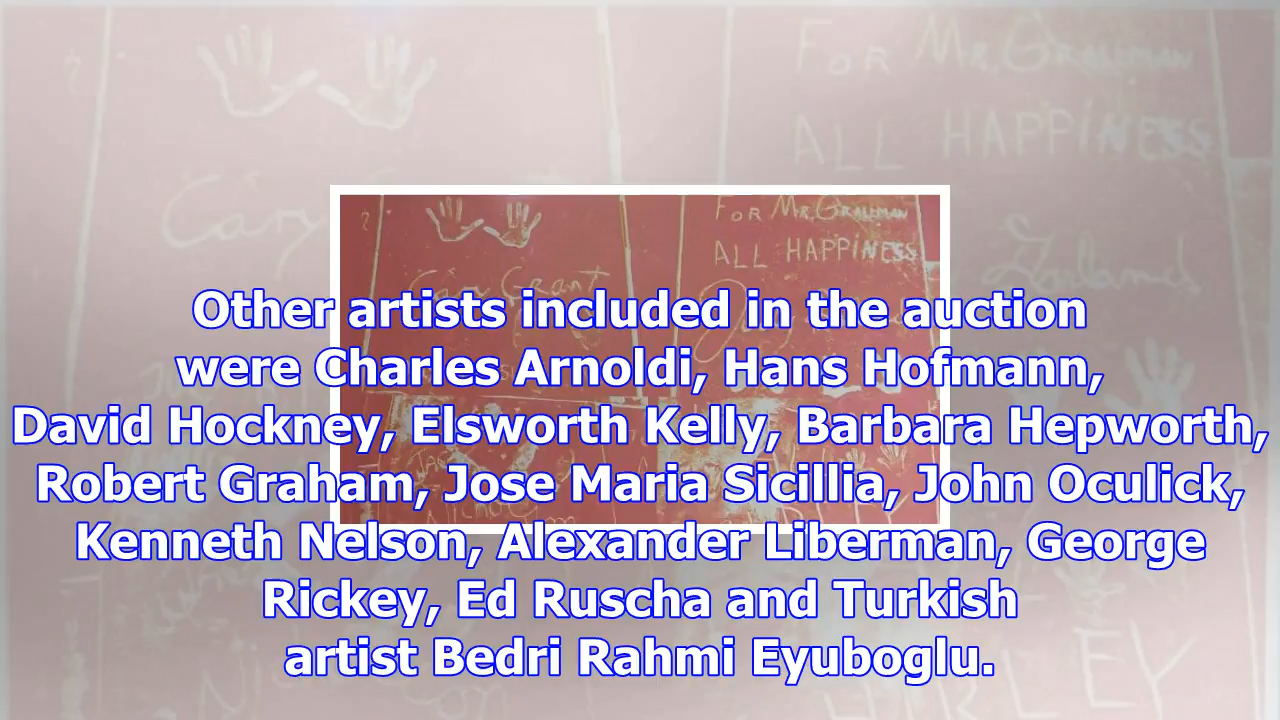 FOR MR. GRAUMAN
ALL HAPPINESS
Cary Grant
Other artists included in the auction
were Charles Arnoldi, Hans Hofmann,
David Hockney, Elsworth Kelly, Barbara Hepworth,
Robert Graham, Jose Maria Sicillia, John Oculick,
Kenneth Nelson, Alexander Liberman, George
Rickey, Ed Ruscha and Turkish
artist Bedri Rahmi Eyuboglu.